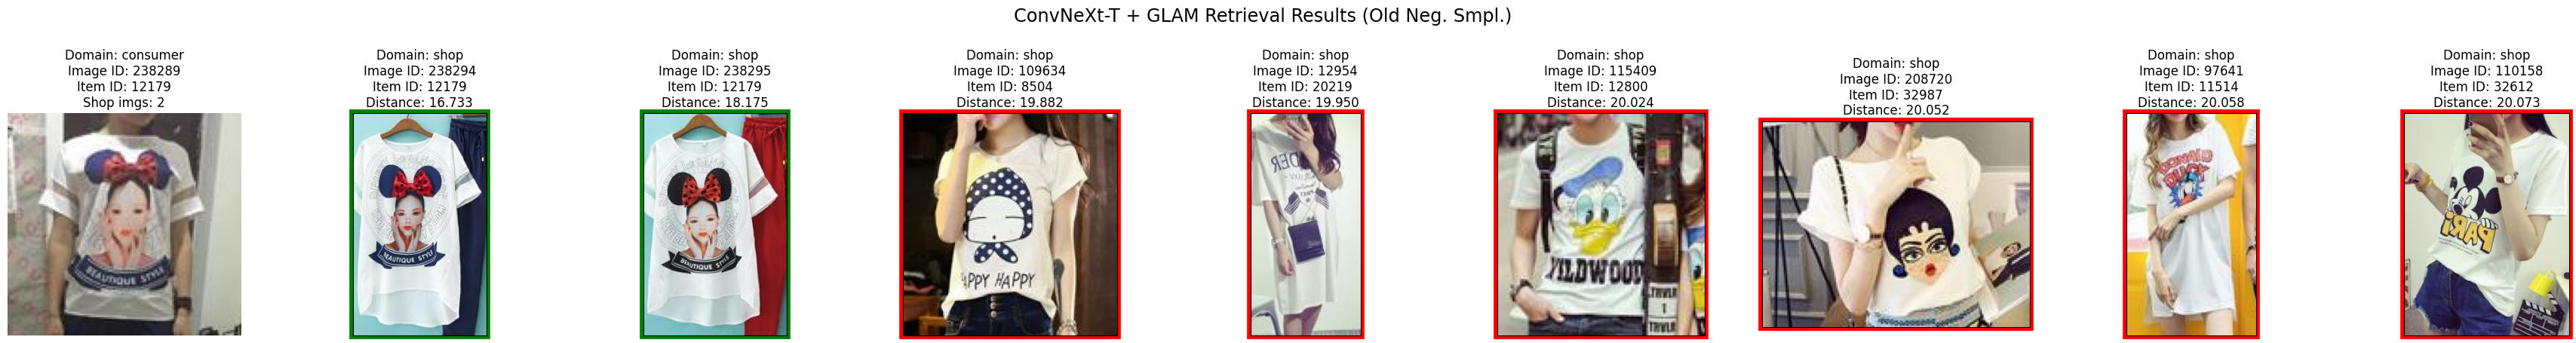 ConvNeXt-T + GLAM Retrieval Results (Old Neg. Smpl.)
Domain: consumer
Image ID: 238289
Item ID: 12179
Shop imgs: 2
BEAUTIQUE STYLE
Domain: shop
Image ID: 238294
Item ID: 12179
Distance: 16.733
BEAUTIQUE STYLE
Domain: shop
Image ID: 238295
Item ID: 12179
Distance: 18.175
BEAUTIQUE STYLE
Domain: shop
Image ID: 109634
Item ID: 8504
Distance: 19.882
APPY HAPPY
Domain: shop
Image ID: 12954
Item ID: 20219
Distance: 19.950
Domain: shop
Image ID: 115409
Item ID: 12800
Distance: 20.024
Domain: shop
Image ID: 208720
Item ID: 32987
Distance: 20.052
Domain: shop
Image ID: 97641
Item ID: 11514
Distance: 20.058
Domain: shop
Image ID: 110158
Item ID: 32612
Distance: 20.073
PARi